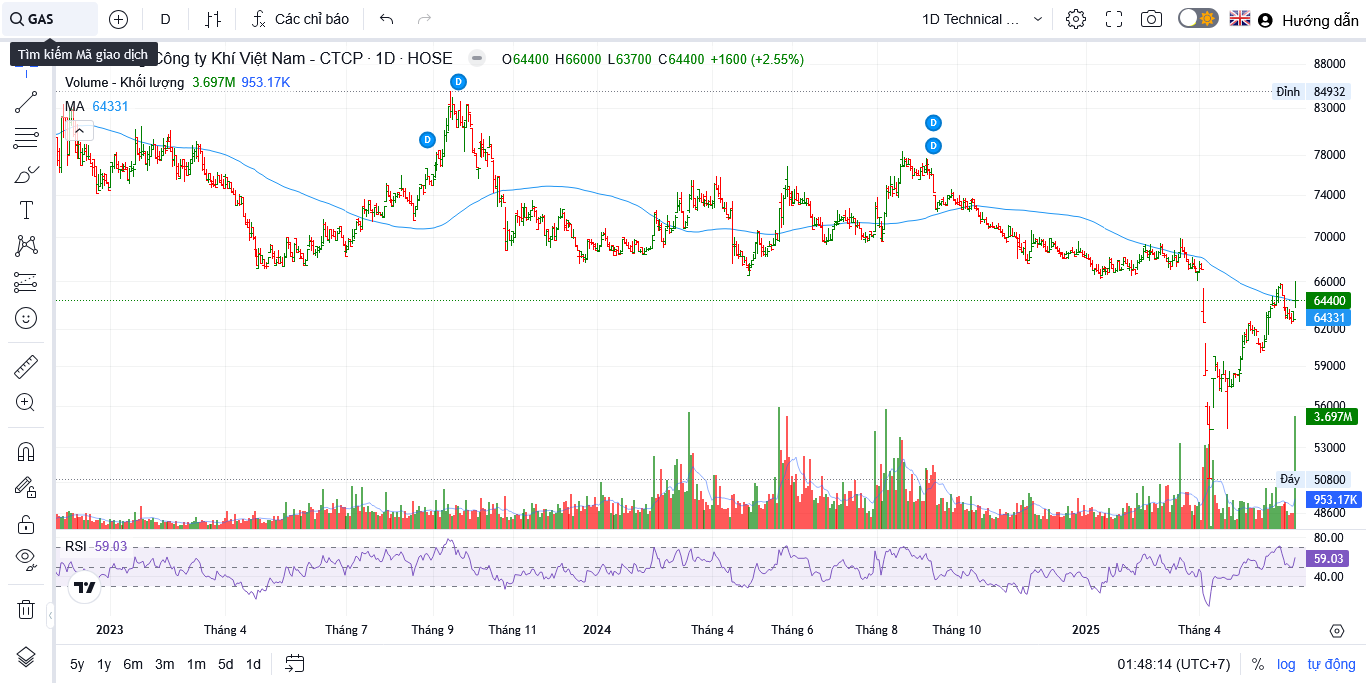 GAS
D
Các chỉ báo
1D Technical ...
Hướng dẫn
Tìm kiếm Mã giao dịch
Công ty Khí Việt Nam - CTCP · 1D · HOSE
O64400 H66000 L63700 C64400 +1600 (+2.55%)
Volume - Khối lượng 3.697M 953.17K
MA 64331
D
D
D
D
88000
Đỉnh 84932
83000
78000
74000
70000
66000
64400
64331
62000
59000
56000
3.697M
53000
Đáy 50800
953.17K
48600
RSI 59.03
80.00
59.03
40.00
2023 Tháng 4 Tháng 7 Tháng 9 Tháng 11 2024 Tháng 4 Tháng 6 Tháng 8 Tháng 10 2025 Tháng 4
5y 1y 6m 3m 1m 5d 1d
01:48:14 (UTC+7) % log tự động